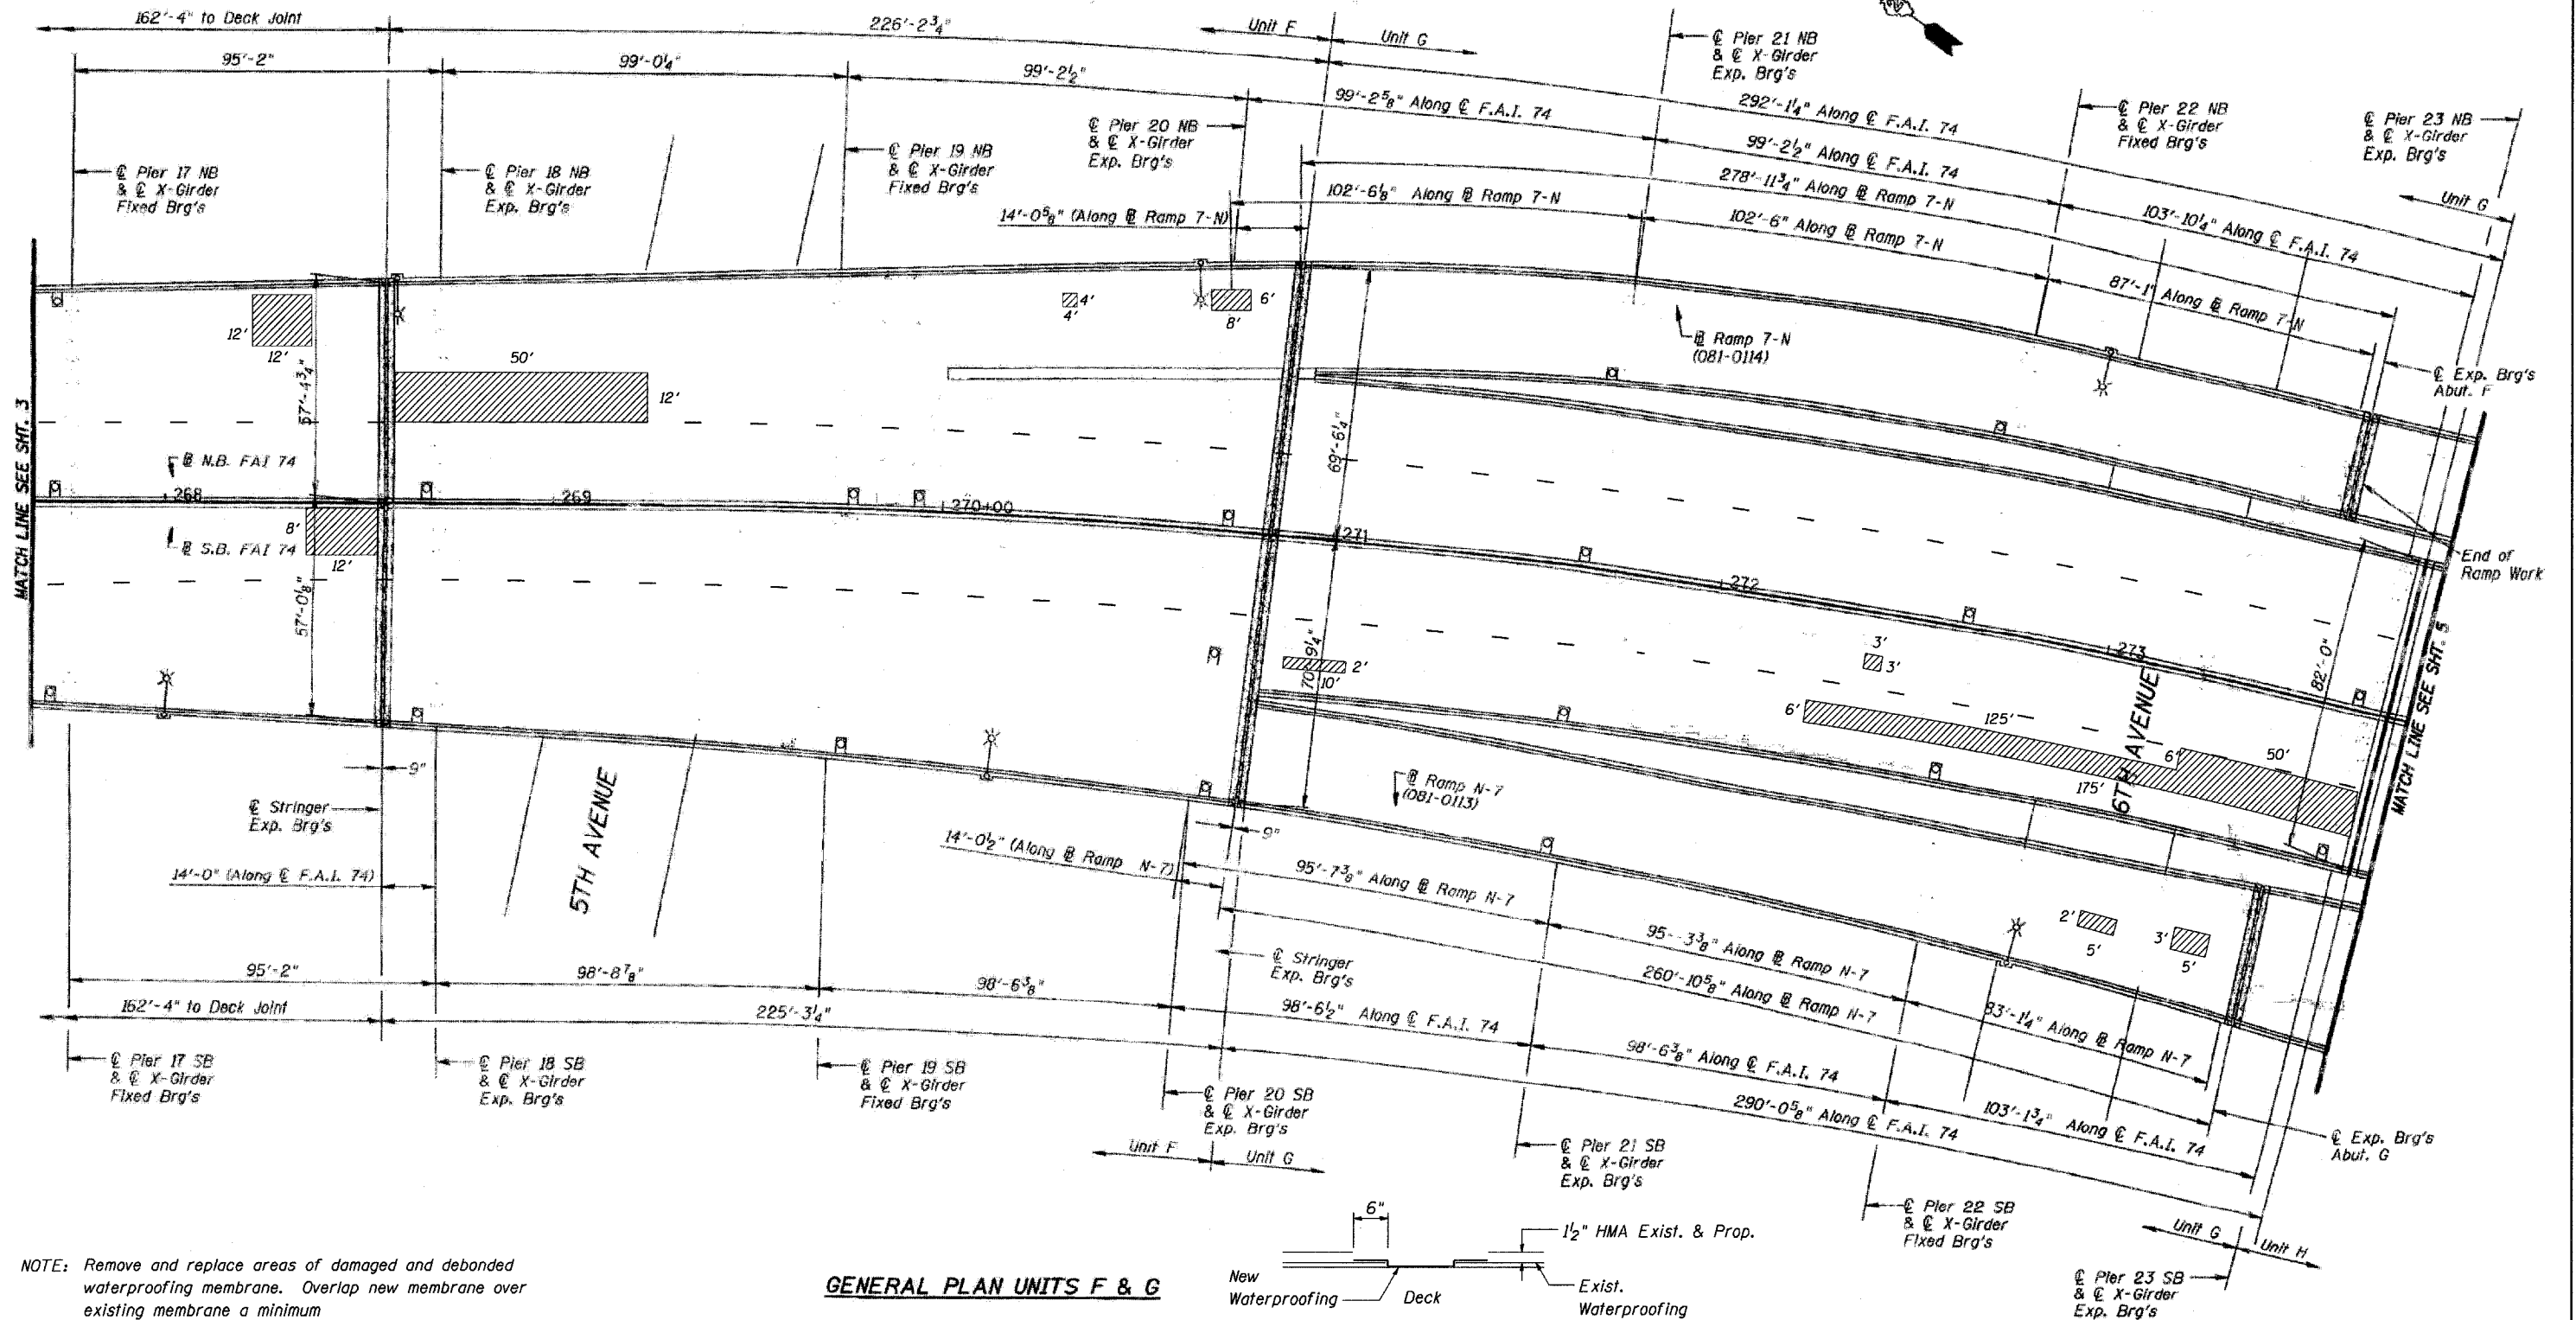 162'-4" to Deck Joint
226'-2¾"
Unit F
Unit G
95'-2"
99'-0¼"
99'-2½"
℄ Pier 21 NB
& ℄ X-Girder
Exp. Brg's
99'-2⅝" Along ℄ F.A.I. 74
292'-1¼" Along ℄ F.A.I. 74
℄ Pier 22 NB
& ℄ X-Girder
Fixed Brg's
℄ Pier 23 NB
& ℄ X-Girder
Exp. Brg's
℄ Pier 17 NB
& ℄ X-Girder
Fixed Brg's
℄ Pier 18 NB
& ℄ X-Girder
Exp. Brg's
℄ Pier 19 NB
& ℄ X-Girder
Fixed Brg's
℄ Pier 20 NB
& ℄ X-Girder
Exp. Brg's
99'-2½" Along ℄ F.A.I. 74
278'-11¾" Along ⅊ Ramp 7-N
102'-6⅛" Along ⅊ Ramp 7-N
14'-0⅝" (Along ⅊ Ramp 7-N)
102'-6" Along ⅊ Ramp 7-N
103'-10¼" Along ℄ F.A.I. 74
Unit G
87'-1" Along ⅊ Ramp 7-N
12'
12'
57'-4¾"
50'
12'
4'
4'
6'
8'
⅊ Ramp 7-N
(081-0114)
℄ Exp. Brg's
Abut. F
69'-6¼"
MATCH LINE SEE SHT. 3
⅊ N.B. FAI 74
268
269
270+00
271
272
273
⅊ S.B. FAI 74
8'
12'
57'-0⅛"
End of
Ramp Work
82'-0"
MATCH LINE SEE SHT. 5
70'-9¼"
2'
10'
3'
3'
6'
125'
6'
50'
175'
6TH AVENUE
9"
℄ Stringer
Exp. Brg's
14'-0" (Along ℄ F.A.I. 74)
5TH AVENUE
⅊ Ramp N-7
(081-0113)
9"
14'-0½" (Along ⅊ Ramp N-7)
95'-7⅜" Along ⅊ Ramp N-7
95--3⅜" Along ⅊ Ramp N-7
260'-10⅝" Along ⅊ Ramp N-7
83'-1¼" Along ⅊ Ramp N-7
2'
5'
3'
5'
95'-2"
98'-8⅞"
98'-6⅜"
℄ Stringer
Exp. Brg's
98'-6½" Along ℄ F.A.I. 74
98'-6⅜" Along ℄ F.A.I. 74
103'-1¾" Along ℄ F.A.I. 74
162'-4" to Deck Joint
225'-3¼"
290'-0⅝" Along ℄ F.A.I. 74
℄ Pier 17 SB
& ℄ X-Girder
Fixed Brg's
℄ Pier 18 SB
& ℄ X-Girder
Exp. Brg's
℄ Pier 19 SB
& ℄ X-Girder
Fixed Brg's
℄ Pier 20 SB
& ℄ X-Girder
Exp. Brg's
Unit F
Unit G
℄ Pier 21 SB
& ℄ X-Girder
Exp. Brg's
℄ Exp. Brg's
Abut. G
℄ Pier 22 SB
& ℄ X-Girder
Fixed Brg's
Unit G
Unit H
℄ Pier 23 SB
& ℄ X-Girder
Exp. Brg's
6"
1½" HMA Exist. & Prop.
New
Waterproofing
Deck
Exist.
Waterproofing
NOTE: Remove and replace areas of damaged and debonded
waterproofing membrane. Overlap new membrane over
existing membrane a minimum
GENERAL PLAN UNITS F & G